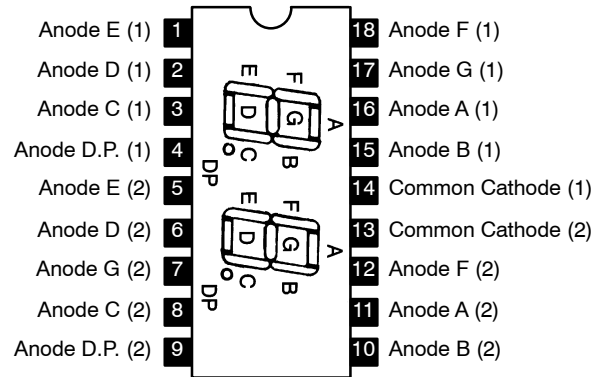 Anode E (1) 1 18 Anode F (1)
Anode D (1) 2 17 Anode G (1)
Anode C (1) 3 16 Anode A (1)
Anode D.P. (1) 4 15 Anode B (1)
Anode E (2) 5 14 Common Cathode (1)
Anode D (2) 6 13 Common Cathode (2)
Anode G (2) 7 12 Anode F (2)
Anode C (2) 8 11 Anode A (2)
Anode D.P. (2) 9 10 Anode B (2)
E F
D G A
C B
DP
E F
D G A
C B
DP